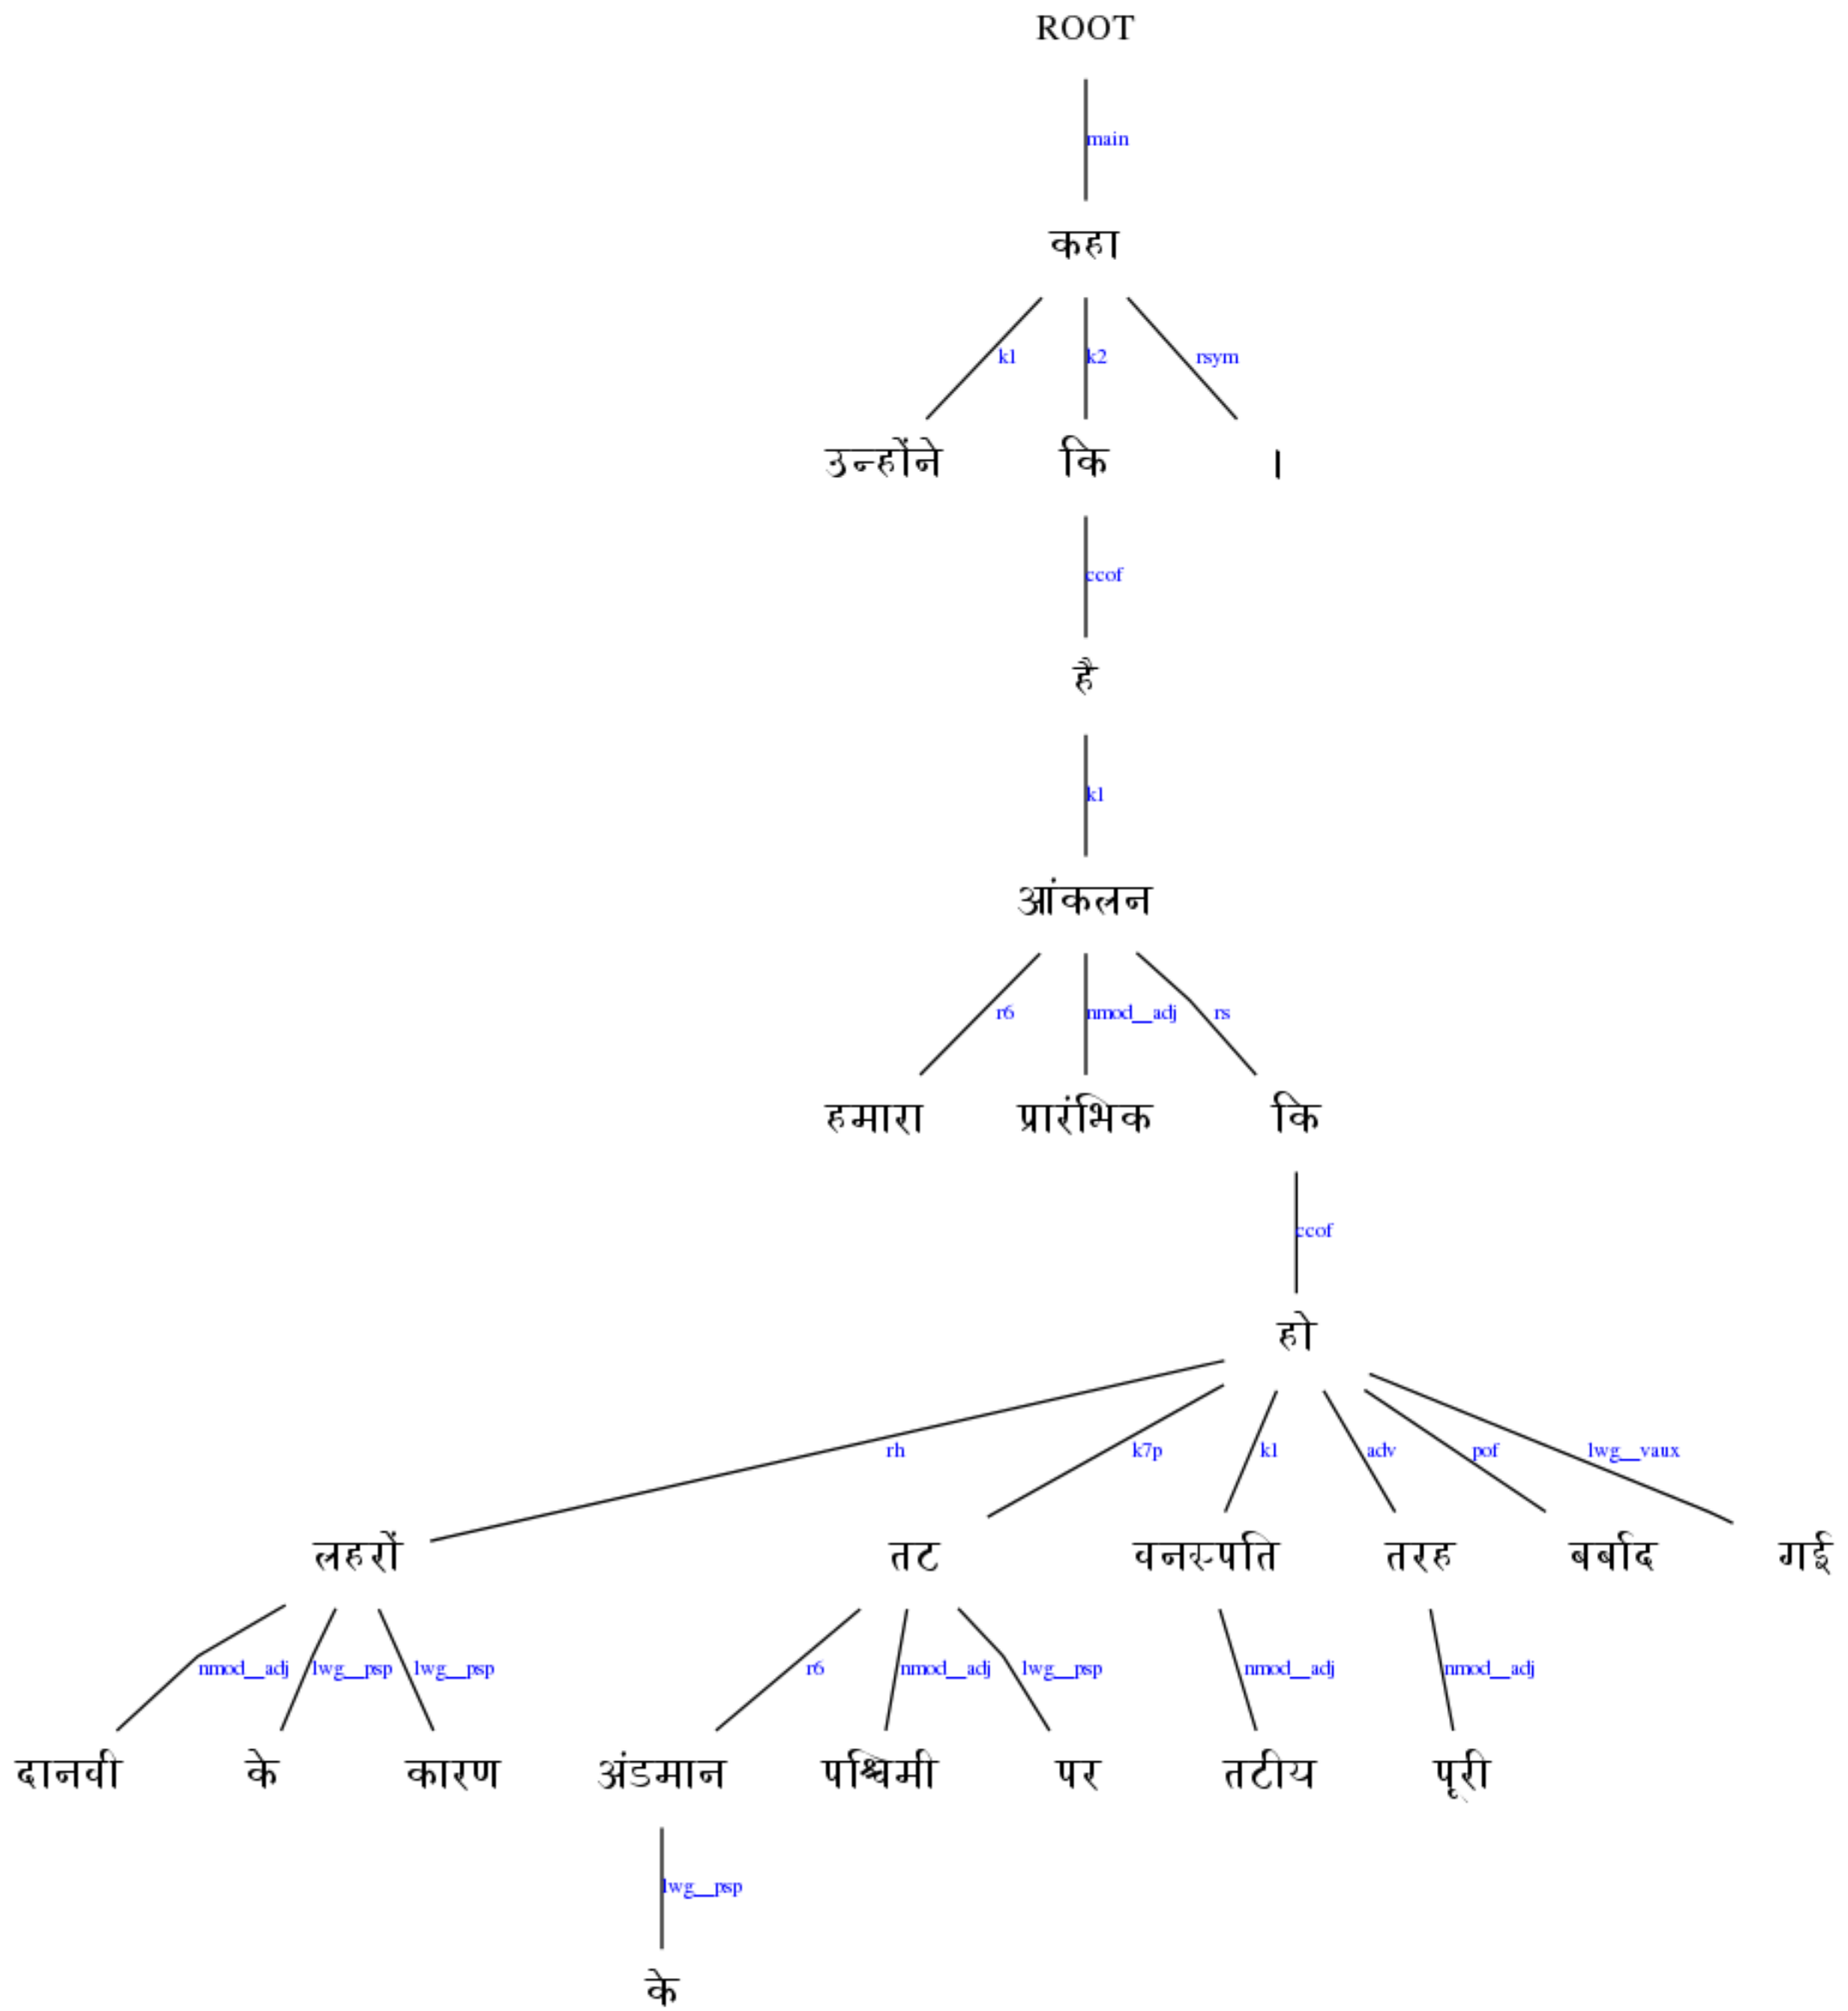 ROOT
main
कहा
k1 k2 rsym
उन्होंने कि ।
ccof
है
k1
आंकलन
r6 nmod__adj rs
हमारा प्रारंभिक कि
ccof
हो
rh k7p k1 adv pof lwg__vaux
लहरों तट वनस्पति तरह बर्बाद गई
nmod__adj lwg__psp lwg__psp r6 nmod__adj lwg__psp nmod__adj nmod__adj
दानवी के कारण अंडमान पश्चिमी पर तटीय पूरी
lwg__psp
के